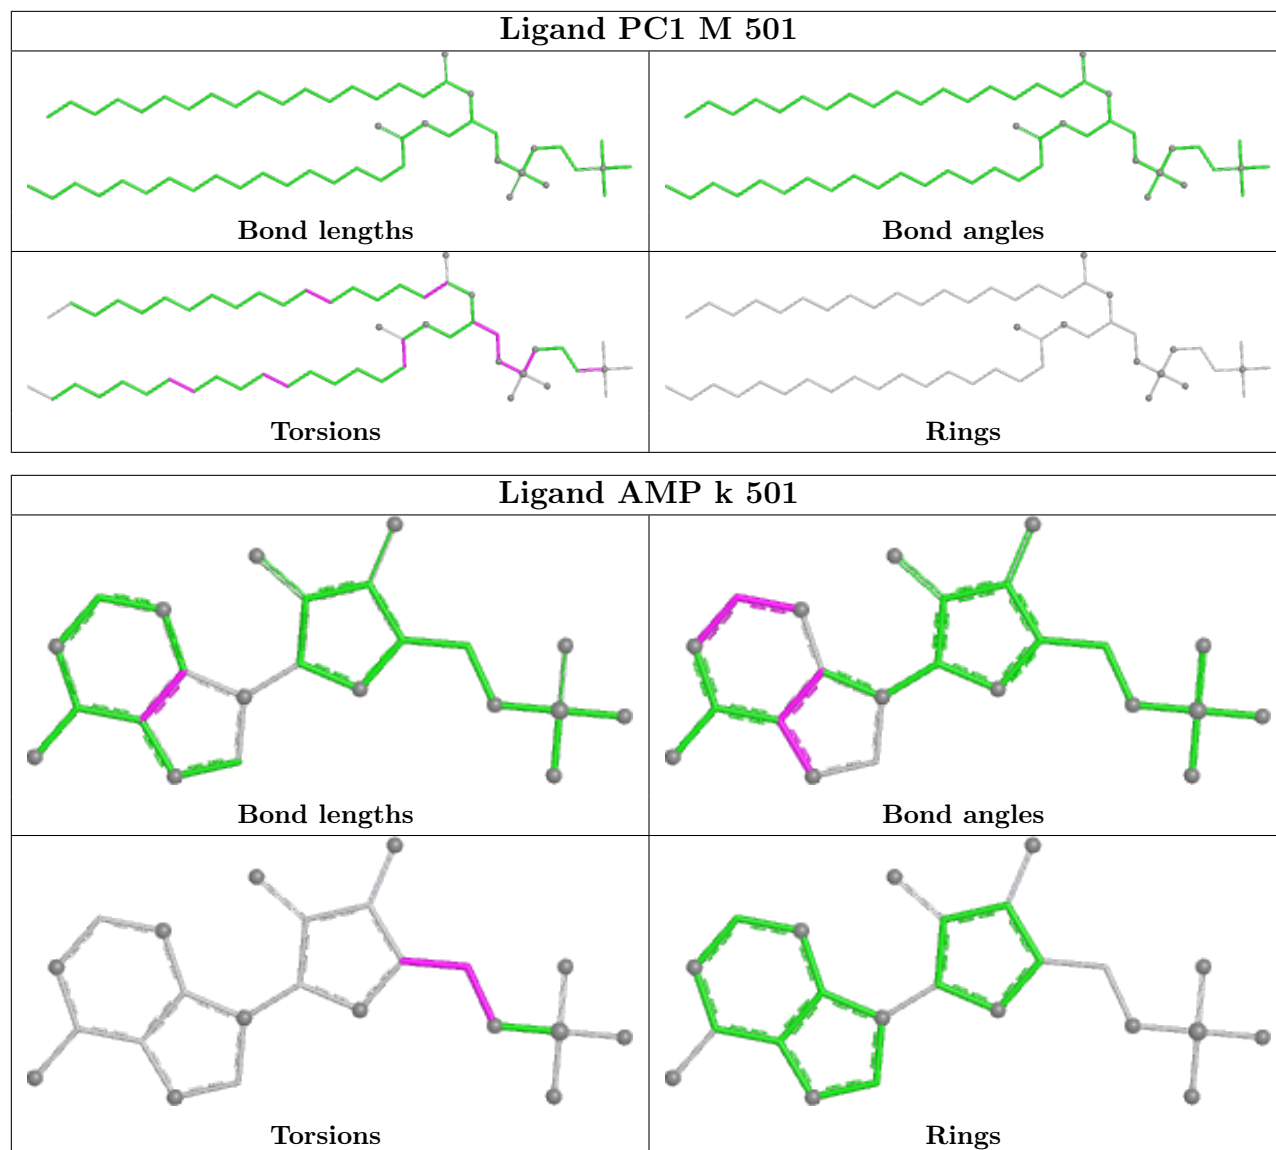 Ligand PC1 M 501
Bond lengths
Bond angles
Torsions
Rings
Ligand AMP k 501
Bond lengths
Bond angles
Torsions
Rings